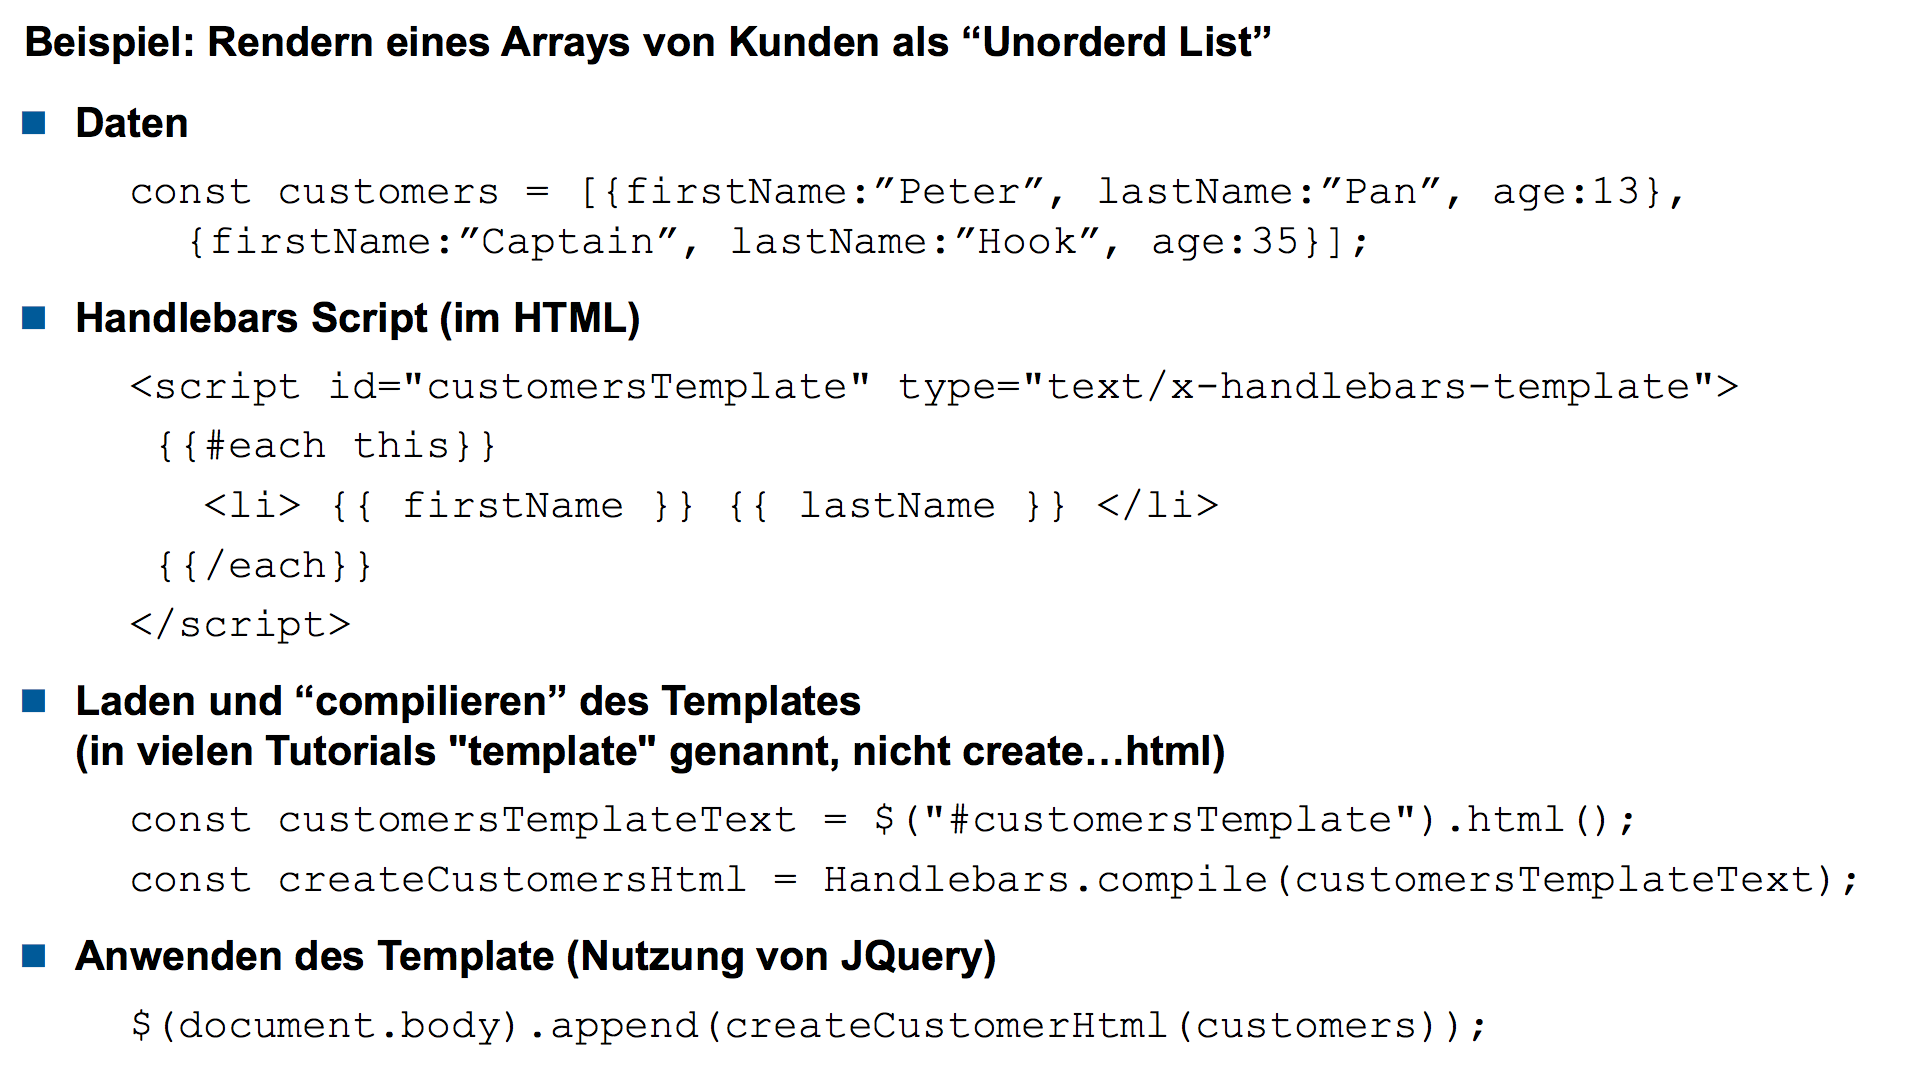 Beispiel: Rendern eines Arrays von Kunden als “Unorderd List”
Daten
const customers = [{firstName:”Peter”, lastName:”Pan”, age:13},
{firstName:”Captain”, lastName:”Hook”, age:35}];
Handlebars Script (im HTML)
<script id="customersTemplate" type="text/x-handlebars-template">
{{#each this}}
<li> {{ firstName }} {{ lastName }} </li>
{{/each}}
</script>
Laden und “compilieren” des Templates
(in vielen Tutorials "template" genannt, nicht create…html)
const customersTemplateText = $("#customersTemplate").html();
const createCustomersHtml = Handlebars.compile(customersTemplateText);
Anwenden des Template (Nutzung von JQuery)
$(document.body).append(createCustomerHtml(customers));